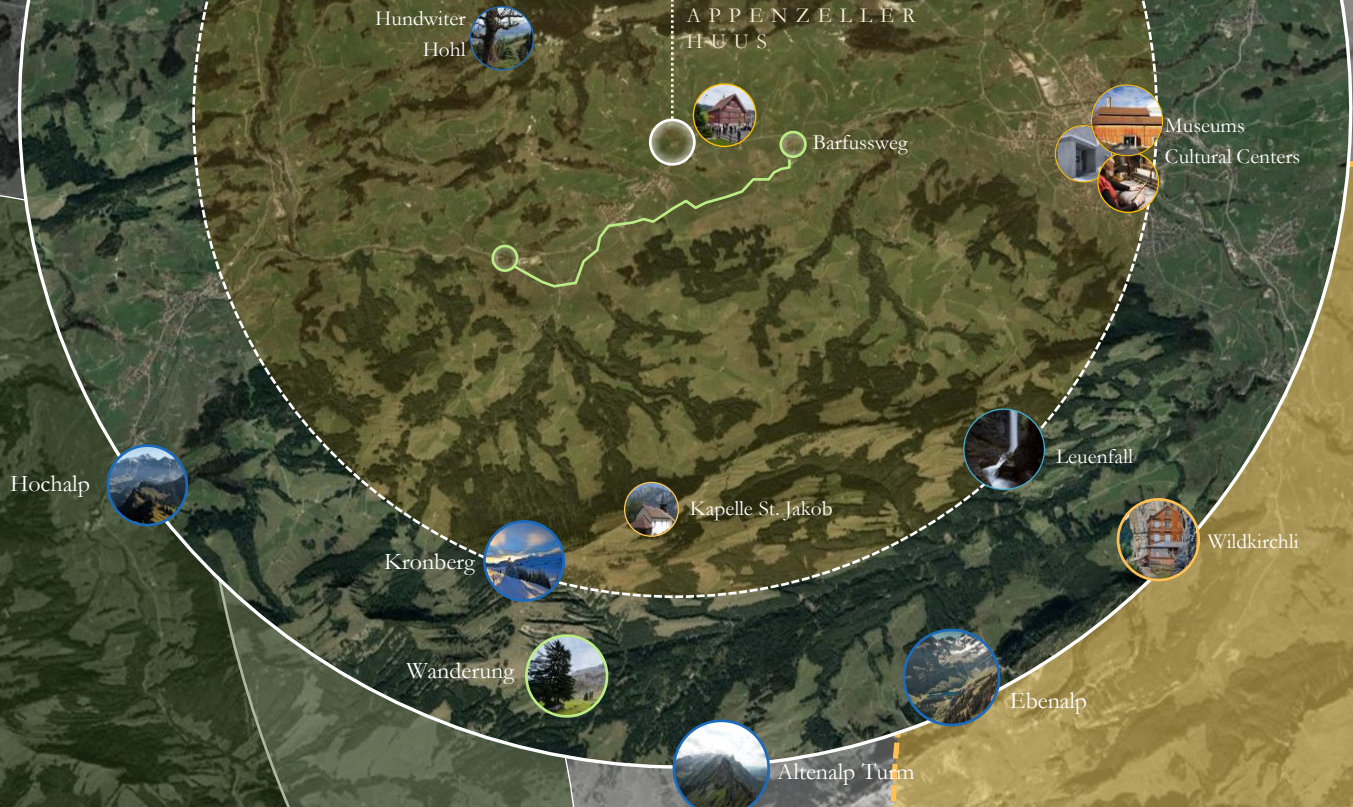 Hundwiter
Hohl
APPENZELLER
HUUS
Barfussweg
Museums
Cultural Centers
Leuenfall
Hochalp
Kapelle St. Jakob
Wildkirchli
Kronberg
Wanderung
Ebenalp
Altenalp Turm